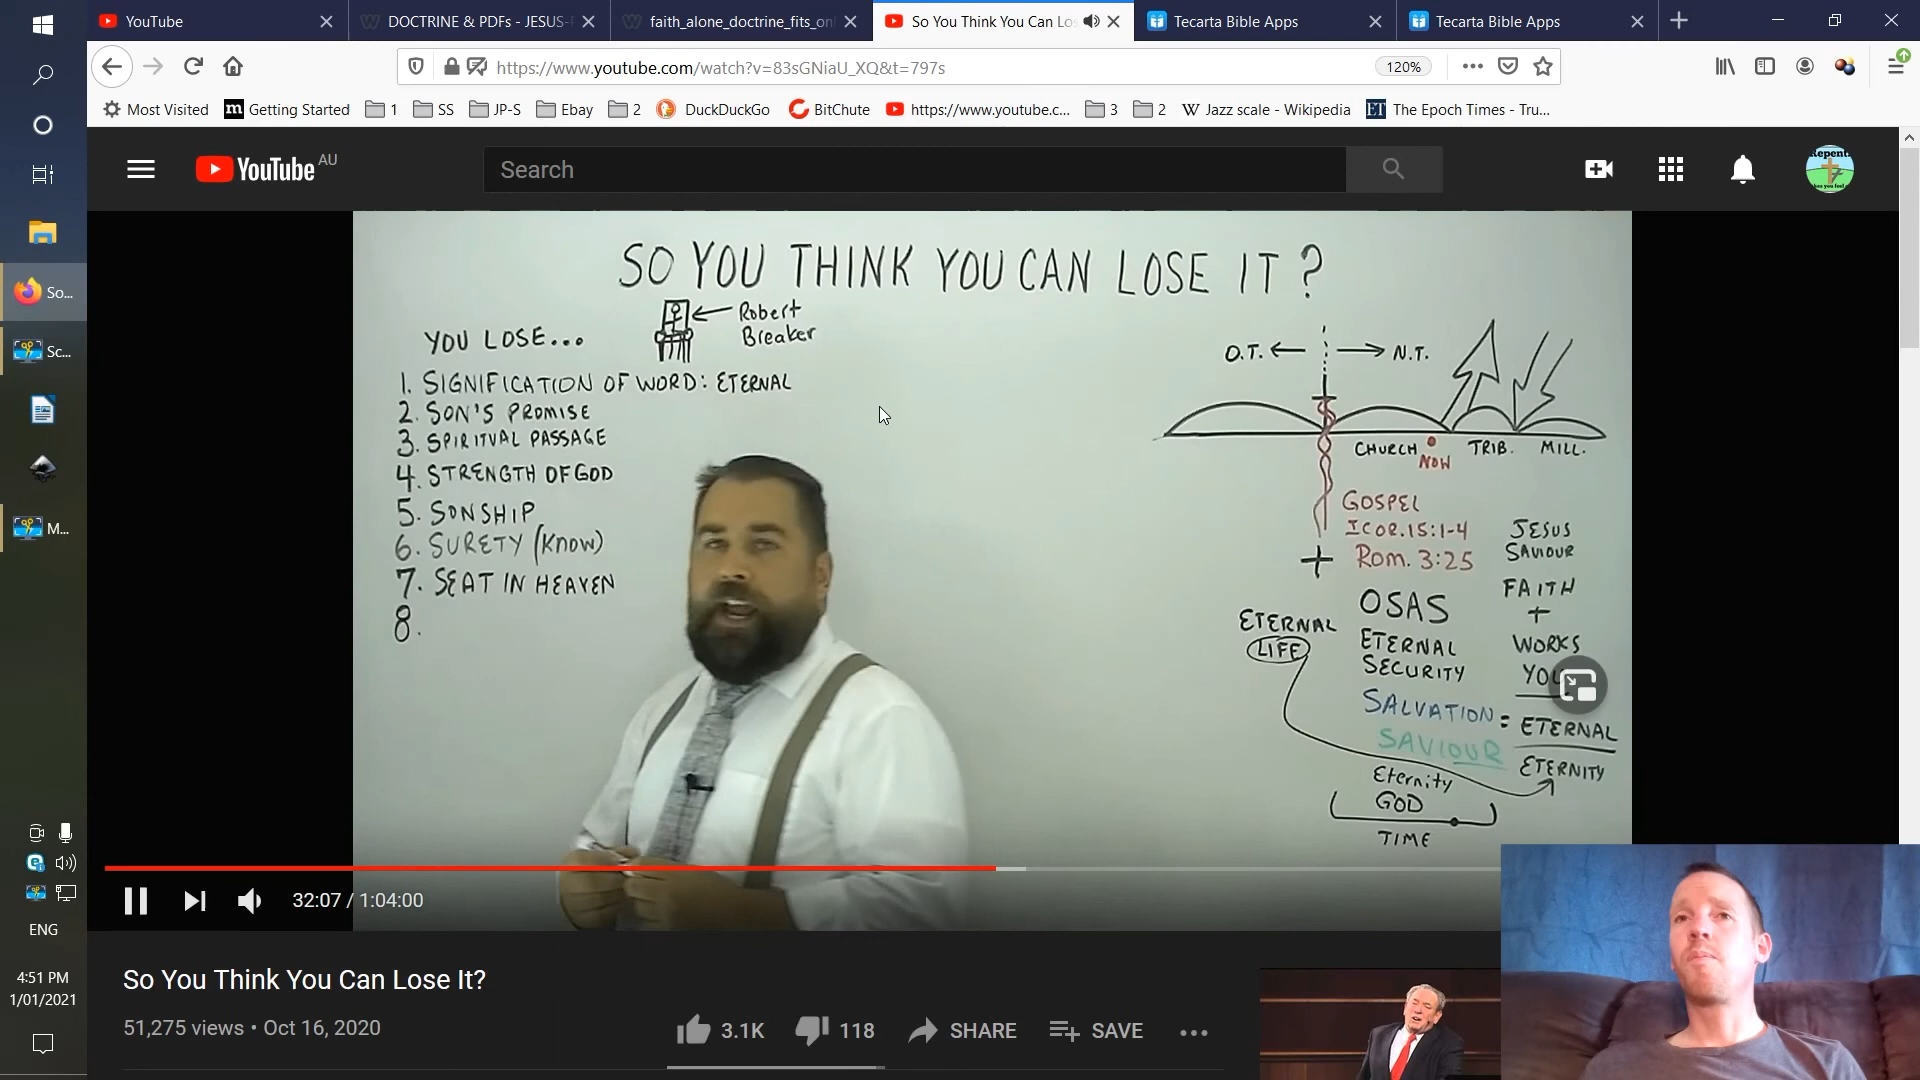 YouTube
DOCTRINE & PDFs - JESUS-
faith_alone_doctrine_fits_on
So You Think You Can Lo
Tecarta Bible Apps
Tecarta Bible Apps
https://www.youtube.com/watch?v=83sGNiaU_XQ&t=797s
120%
Most Visited
m
Getting Started
1
SS
JP-S
Ebay
2
DuckDuckGo
BitChute
https://www.youtube.c...
3
2
W Jazz scale - Wikipedia
ET
The Epoch Times - Tru...
YouTube AU
Search
Repent
SO YOU THINK YOU CAN LOSE IT?
Robert
Breaker
YOU LOSE...
1. SIGNIFICATION OF WORD: ETERNAL
2. SON'S PROMISE
3. SPIRITUAL PASSAGE
4. STRENGTH OF GOD
5. SONSHIP
6. SURETY (KNOW)
7. SEAT IN HEAVEN
8.
O.T.
N.T.
CHURCH
NOW
TRIB.
MILL.
GOSPEL
I COR. 15:1-4
Rom. 3:25
JESUS
SAVIOUR
FAITH
+
WORKS
YOU
OSAS
ETERNAL
SECURITY
ETERNAL
LIFE
SALVATION = ETERNAL
SAVIOUR
ETERNITY
Eternity
GOD
TIME
32:07 / 1:04:00
So You Think You Can Lose It?
51,275 views • Oct 16, 2020
3.1K
118
SHARE
SAVE
So...
Sc...
M...
ENG
4:51 PM
1/01/2021